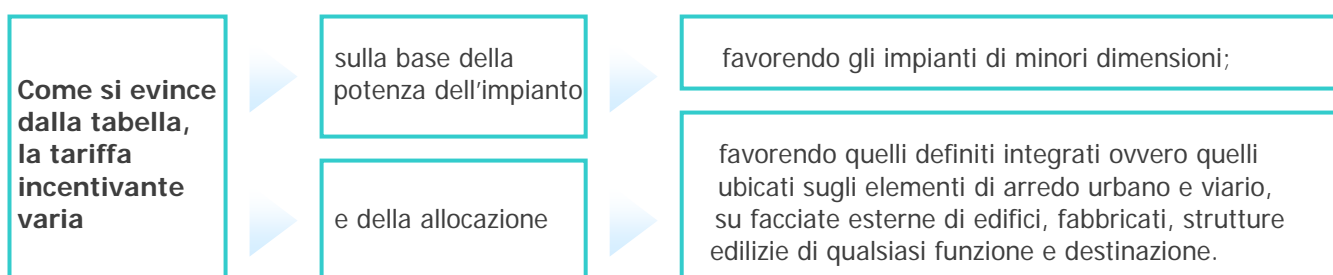 Come si evince
dalla tabella,
la tariffa
incentivante
varia
sulla base della
potenza dell'impianto
favorendo gli impianti di minori dimensioni;
e della allocazione
favorendo quelli definiti integrati ovvero quelli
ubicati sugli elementi di arredo urbano e viario,
su facciate esterne di edifici, fabbricati, strutture
edilizie di qualsiasi funzione e destinazione.